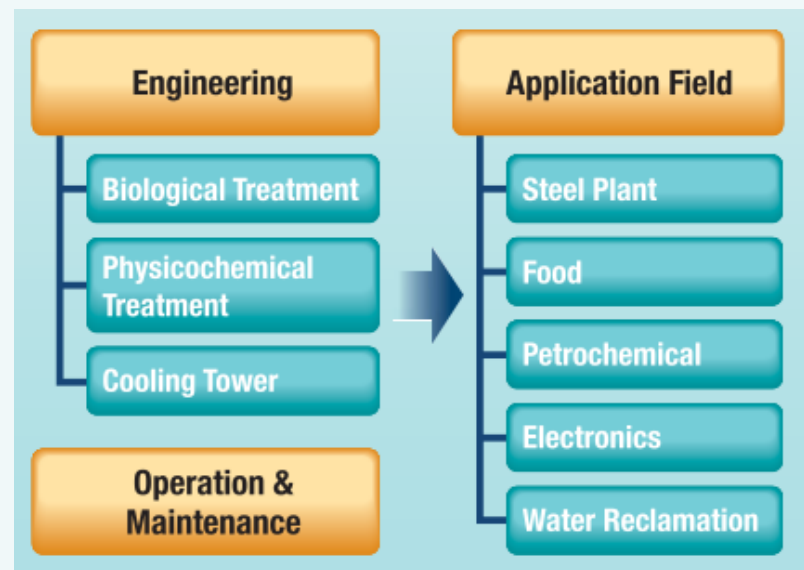 Engineering
Biological Treatment
Physicochemical
Treatment
Cooling Tower
Operation &
Maintenance
Application Field
Steel Plant
Food
Petrochemical
Electronics
Water Reclamation